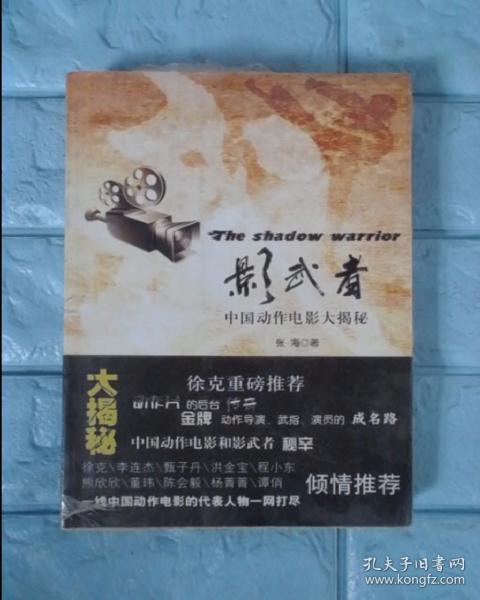 The shadow warrior
影武者
中国动作电影大揭秘
张海◎著
大揭秘
徐克重磅推荐
动作片的后台传奇
金牌 动作导演、武指、演员的 成名路
中国动作电影和影武者 秘辛
徐克\李连杰\甄子丹\洪金宝\程小东
熊欣欣\董玮\陈会毅\杨菁菁\谭俏
倾情推荐
一线中国动作电影的代表人物一网打尽
孔夫子旧书网
www.kongfz.com